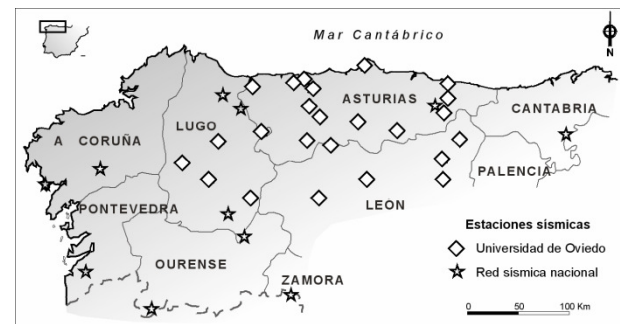 Mar Cantábrico
N
ASTURIAS
CANTABRIA
A CORUÑA
LUGO
PALENCIA
PONTEVEDRA
LEON
Estaciones sísmicas
Universidad de Oviedo
OURENSE
Red sísmica nacional
ZAMORA
0 50 100 Km